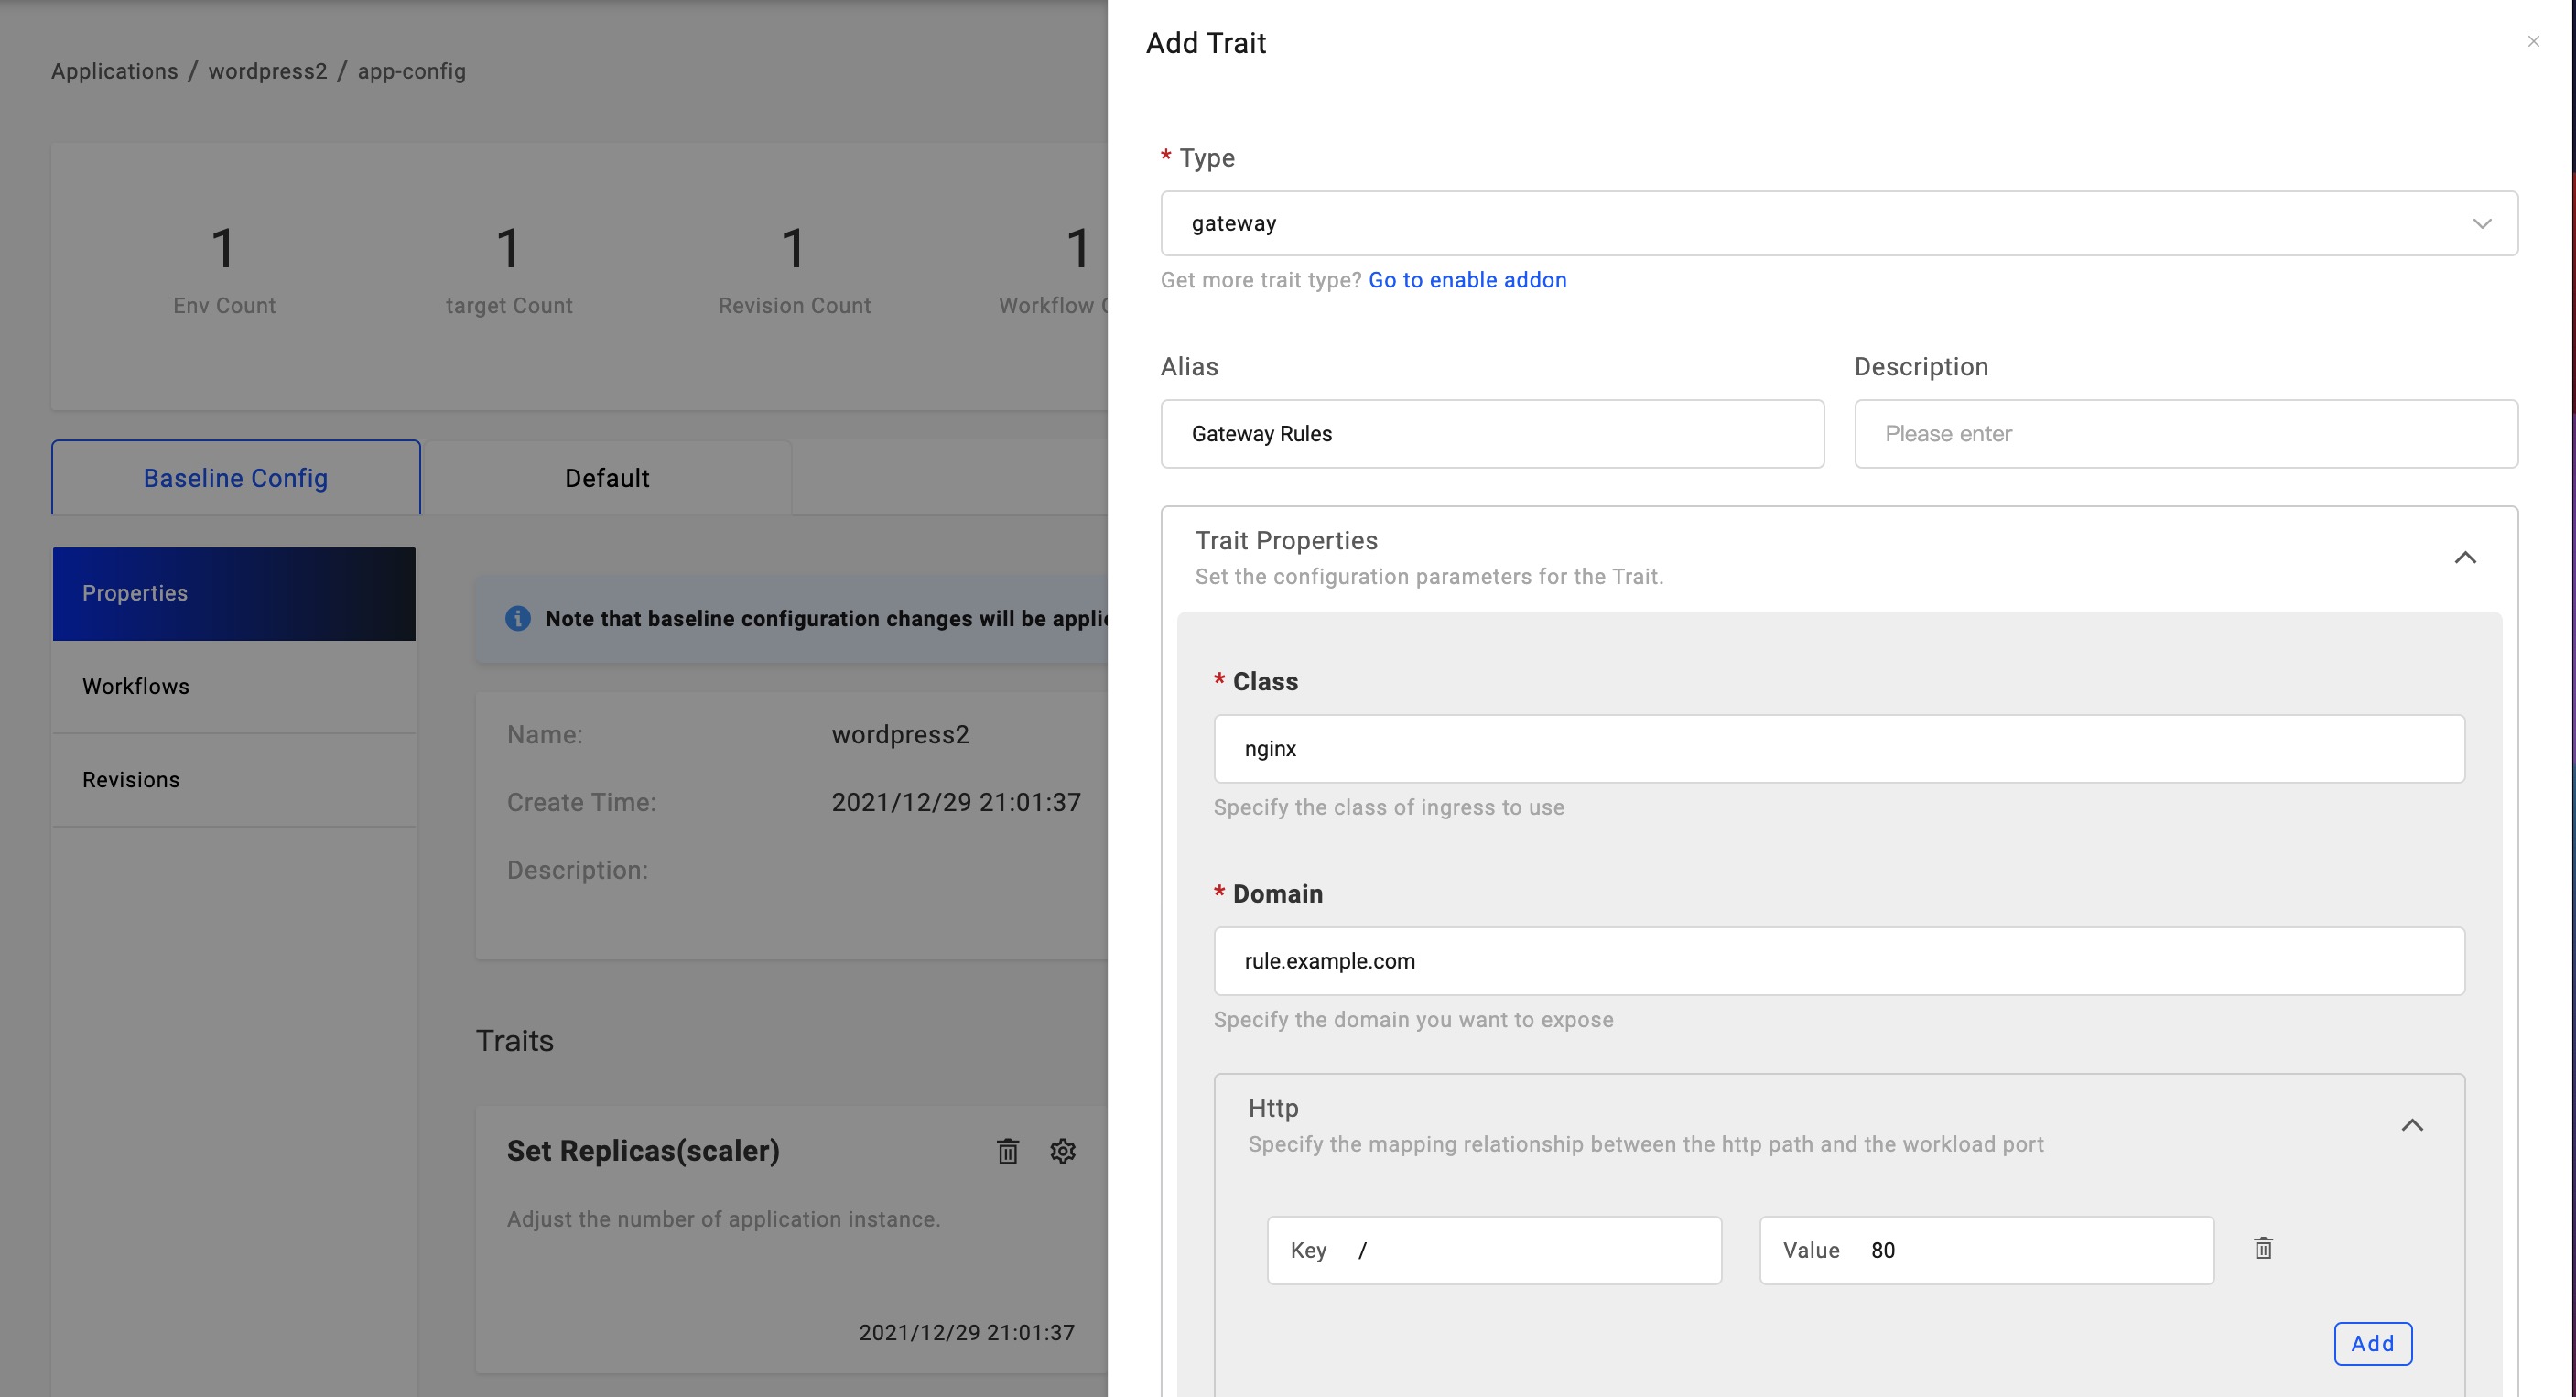 Applications / wordpress2 / app-config
1 1 1 1
Env Count target Count Revision Count Workflow
Baseline Config Default
Properties
Workflows
Revisions
Note that baseline configuration changes will be
Name: wordpress2
Create Time: 2021/12/29 21:01:37
Description:
Traits
Set Replicas(scaler)
Adjust the number of application instance.
2021/12/29 21:01:37
Add Trait
* Type
gateway
Get more trait type? Go to enable addon
Alias Description
Gateway Rules Please enter
Trait Properties
Set the configuration parameters for the Trait.
* Class
nginx
Specify the class of ingress to use
* Domain
rule.example.com
Specify the domain you want to expose
Http
Specify the mapping relationship between the http path and the workload port
Key / Value 80
Add